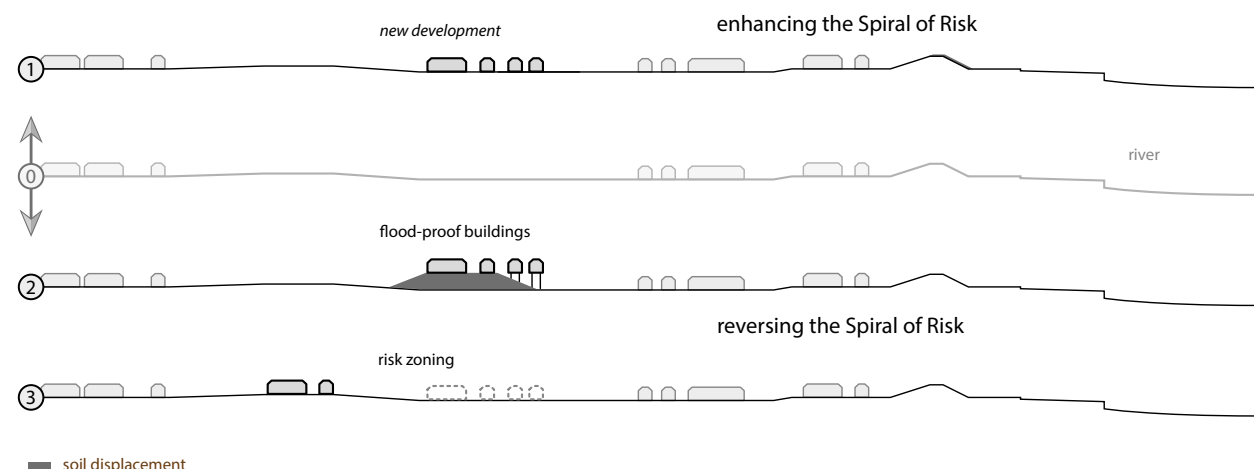 enhancing the Spiral of Risk
new development
1
0
river
flood-proof buildings
2
reversing the Spiral of Risk
risk zoning
3
soil displacement